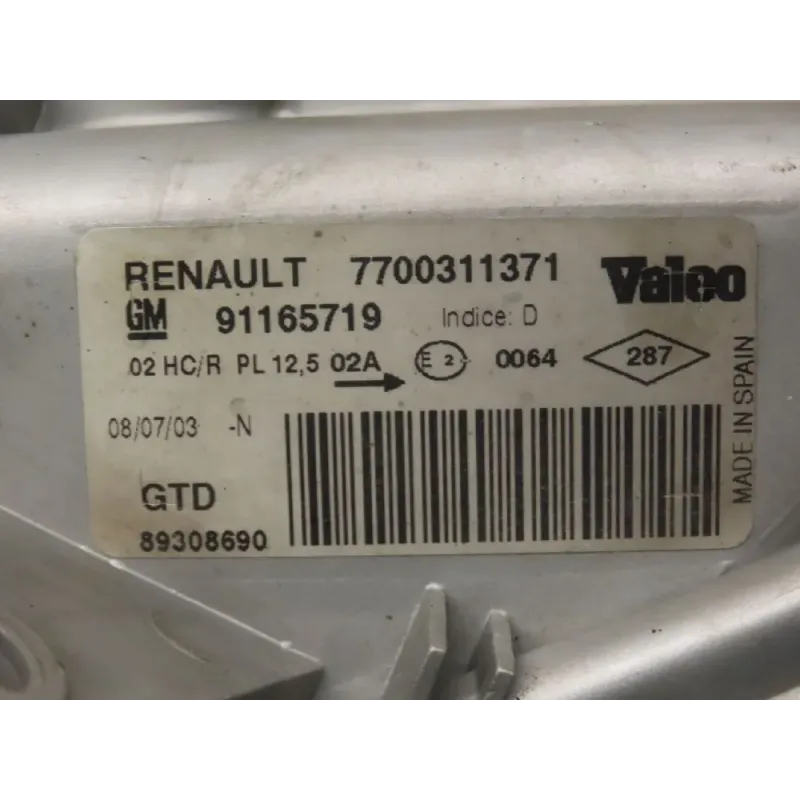 RENAULT 7700311371 Valeo
GM 91165719 Indice: D
02 HC/R PL 12,5 02A E 2 0064 287
08/07/03 -N
GTD
89308690
MADE IN SPAIN